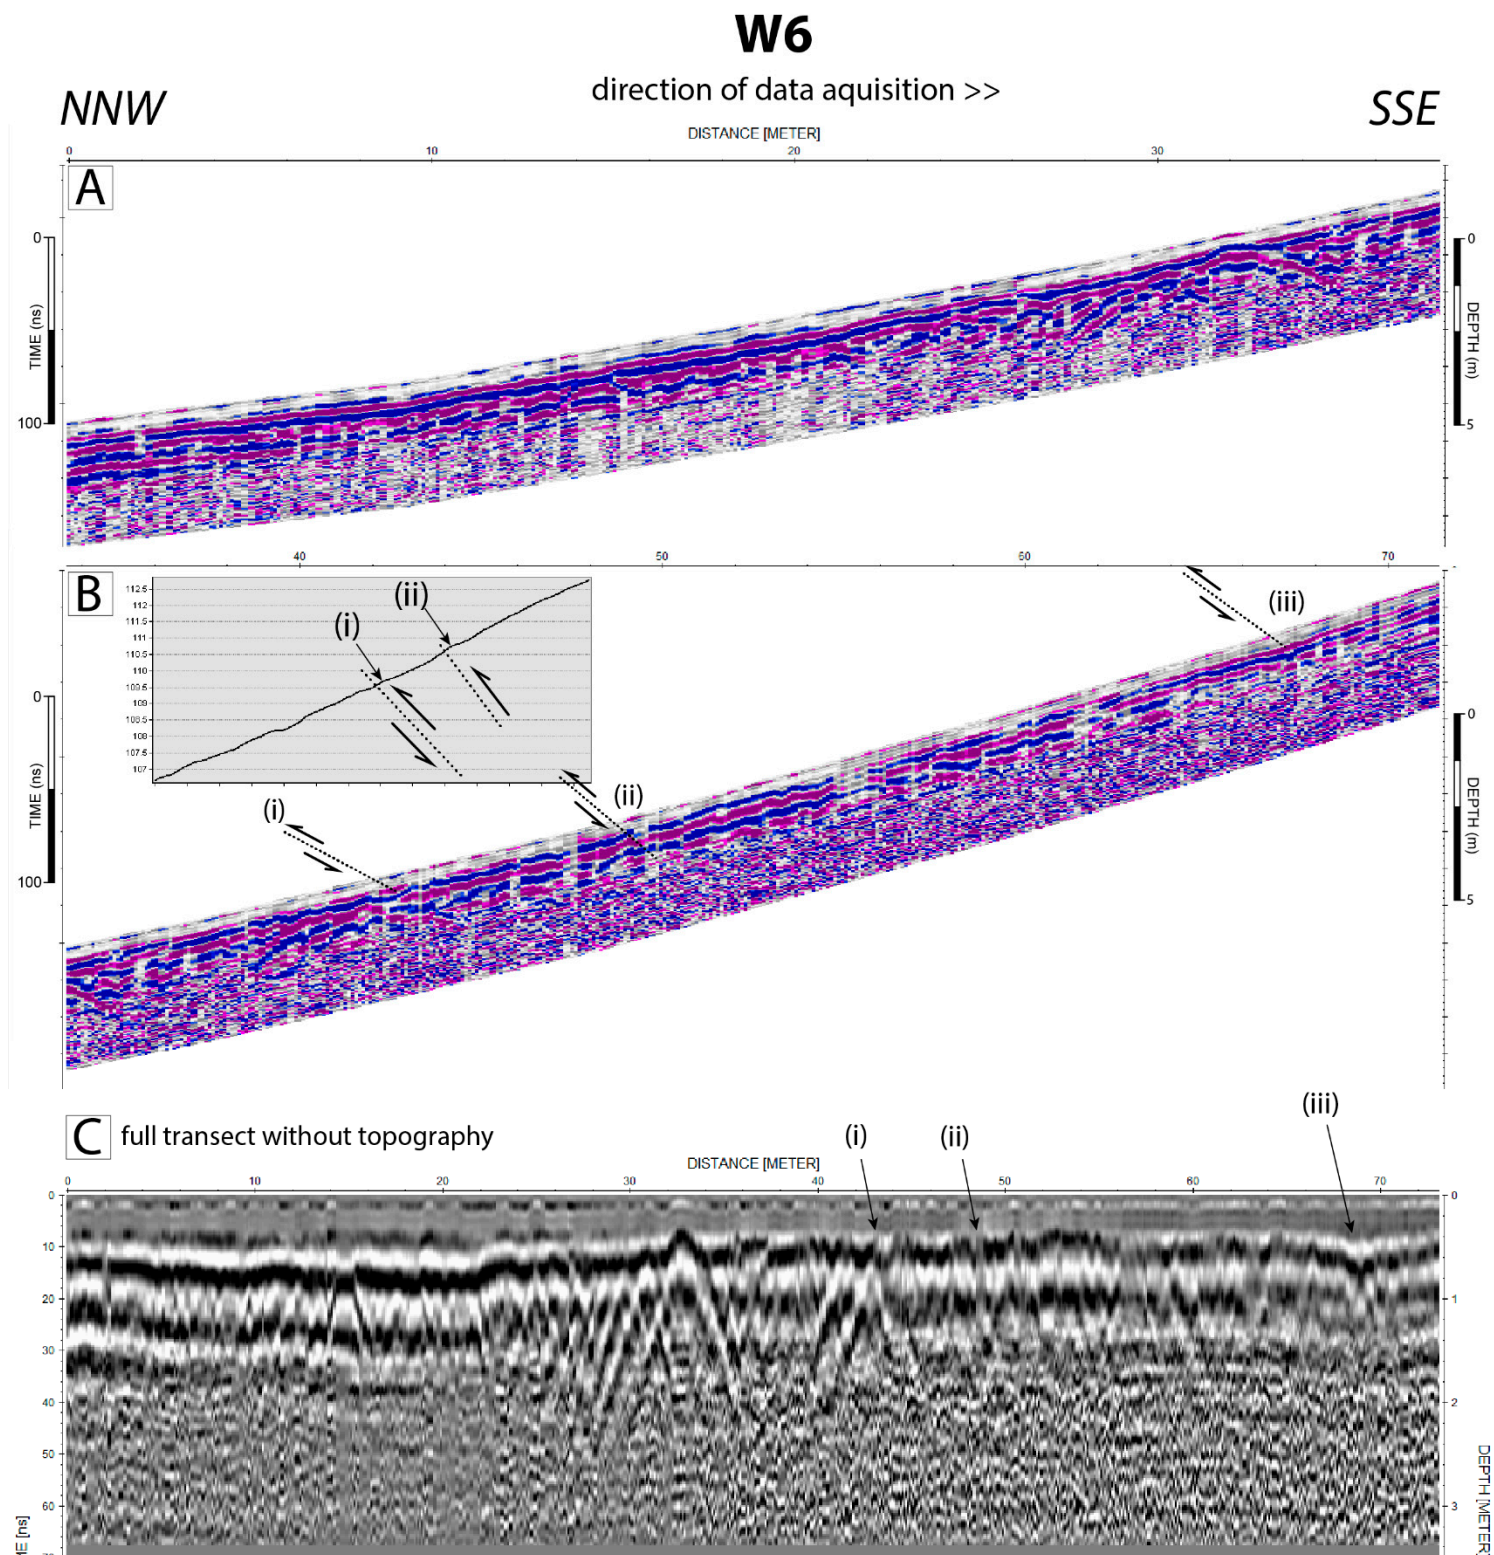 W6
direction of data aquisition >>
NNW
SSE
DISTANCE [METER]
0 10 20 30
A
0
TIME (ns)
100
0
DEPTH (m)
5
40 50 60 70
B
112.5
112
111.5
111
110.5
110
109.5
109
108.5
108
107.5
107
(i)
(ii)
(i)
(ii)
(iii)
0
TIME (ns)
100
0
DEPTH (m)
5
C full transect without topography
(i)
(ii)
(iii)
DISTANCE [METER]
0 10 20 30 40 50 60 70
0
10
20
30
40
50
60
ME [ns]
0
1
2
3
DEPTH [METER]